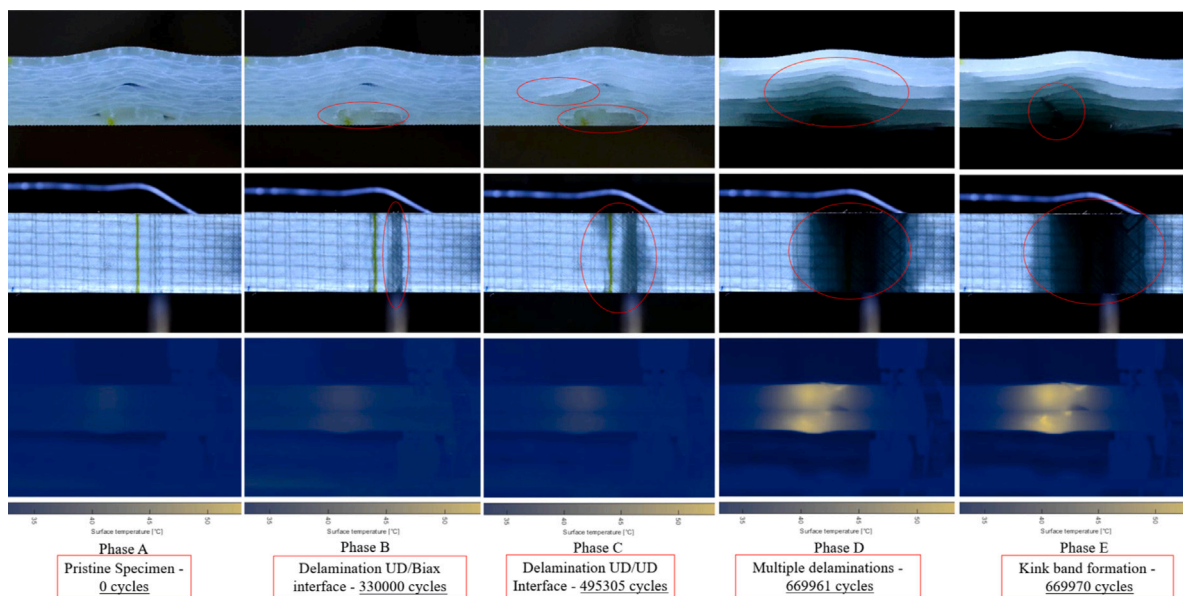 35 40 45 50
Surface temperature [°C]
35 40 45 50
Surface temperature [°C]
35 40 45 50
Surface temperature [°C]
35 40 45 50
Surface temperature [°C]
35 40 45 50
Surface temperature [°C]
Phase A
Pristine Specimen -
0 cycles
Phase B
Delamination UD/Biax
interface - 330000 cycles
Phase C
Delamination UD/UD
Interface - 495305 cycles
Phase D
Multiple delaminations -
669961 cycles
Phase E
Kink band formation -
669970 cycles